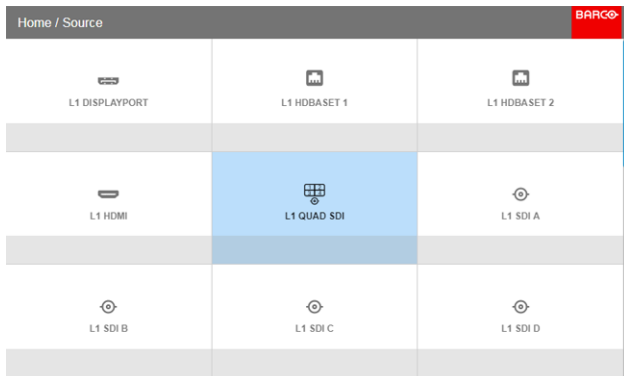 Home / Source
BARCO
L1 DISPLAYPORT
L1 HDBASET 1
L1 HDBASET 2
L1 HDMI
L1 QUAD SDI
L1 SDI A
L1 SDI B
L1 SDI C
L1 SDI D